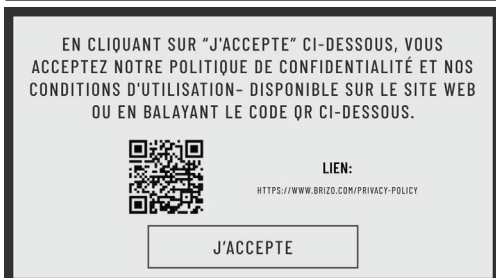 EN CLIQUANT SUR “J'ACCEPTE” CI-DESSOUS, VOUS
ACCEPTEZ NOTRE POLITIQUE DE CONFIDENTIALITÉ ET NOS
CONDITIONS D'UTILISATION– DISPONIBLE SUR LE SITE WEB
OU EN BALAYANT LE CODE QR CI-DESSOUS.
LIEN:
HTTPS://WWW.BRIZO.COM/PRIVACY-POLICY
J’ACCEPTE